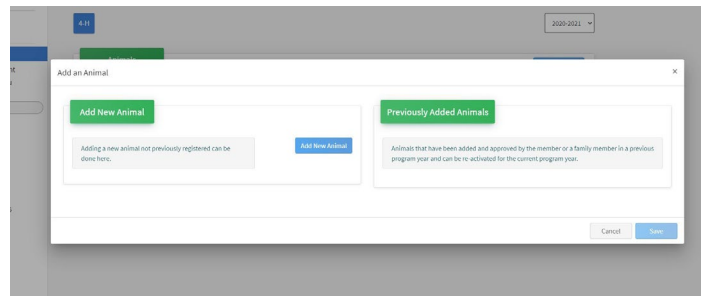 4-H
2020-2021
Animals
Add an Animal
×
Add New Animal
Adding a new animal not previously registered can be
done here.
Add New Animal
Previously Added Animals
Animals that have been added and approved by the member or a family member in a previous
program year and can be re-activated for the current program year.
Cancel
Save